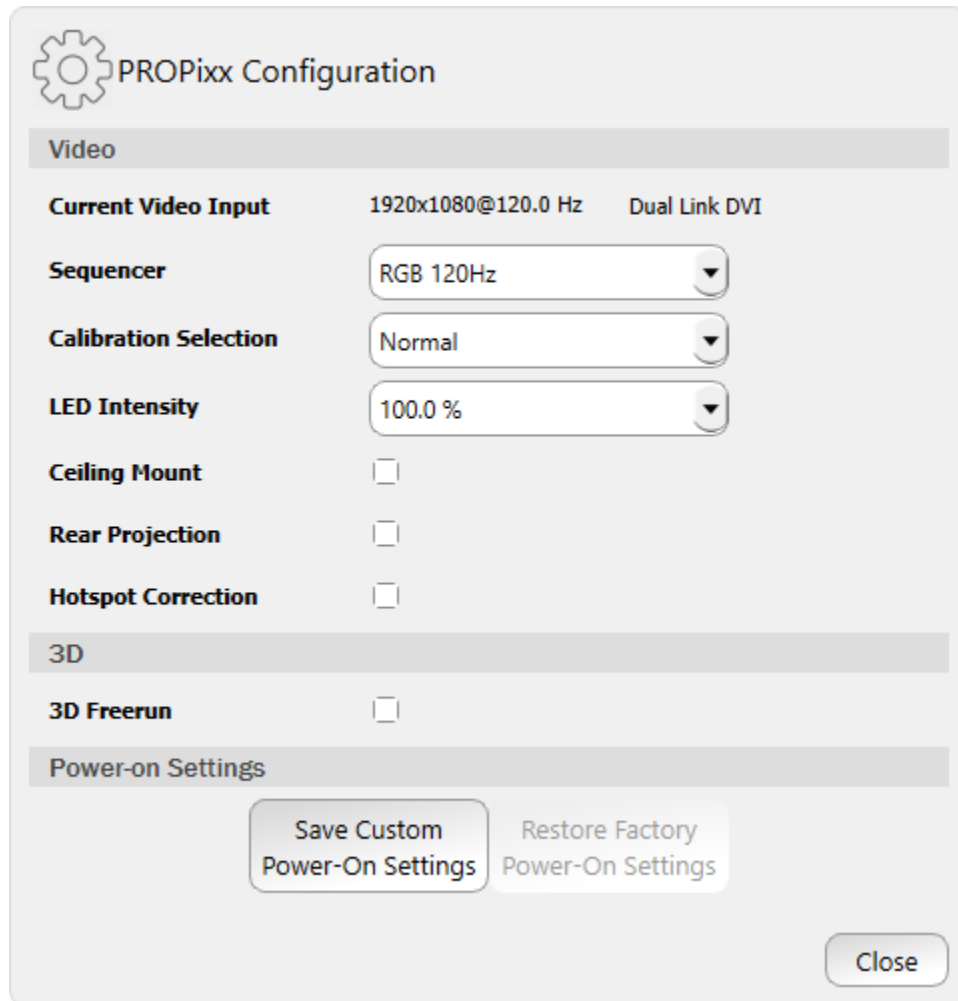 PROPixx Configuration
Video
Current Video Input 1920x1080@120.0 Hz Dual Link DVI
Sequencer RGB 120Hz
Calibration Selection Normal
LED Intensity 100.0 %
Ceiling Mount
Rear Projection
Hotspot Correction
3D
3D Freerun
Power-on Settings
Save Custom
Power-On Settings
Restore Factory
Power-On Settings
Close